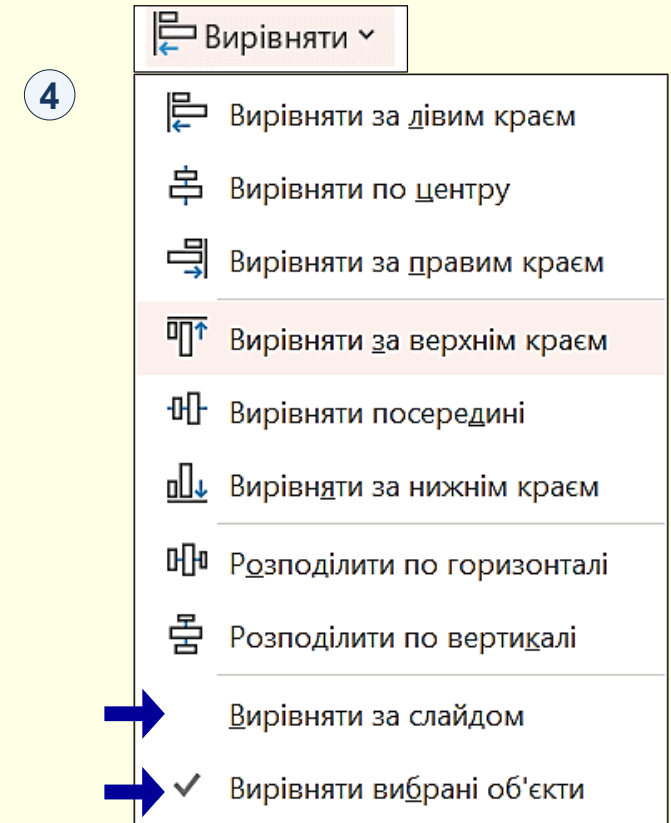 Вирівняти
4
Вирівняти за лівим краєм
Вирівняти по центру
Вирівняти за правим краєм
Вирівняти за верхнім краєм
Вирівняти посередині
Вирівняти за нижнім краєм
Розподілити по горизонталі
Розподілити по вертикалі
Вирівняти за слайдом
Вирівняти вибрані об'єкти